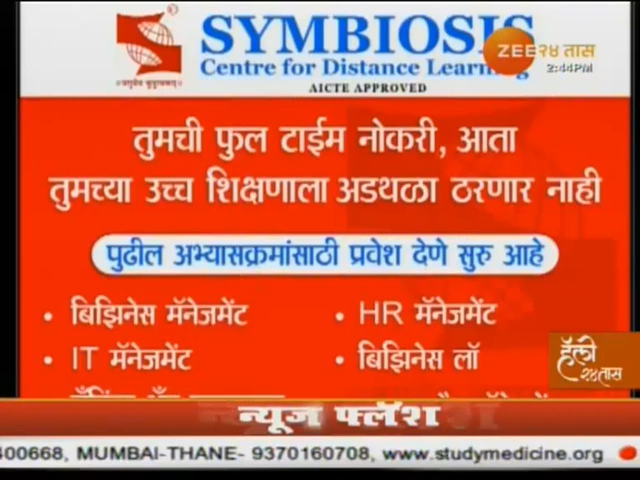 SYMBIOSIS
Centre for Distance Learning
AICTE APPROVED
ZEE २४ तास
2:44PM
तुमची फुल टाईम नोकरी, आता
तुमच्या उच्च शिक्षणाला अडथळा ठरणार नाही
पुढील अभ्यासक्रमांसाठी प्रवेश देणे सुरु आहे
• बिझिनेस मॅनेजमेंट
• HR मॅनेजमेंट
• IT मॅनेजमेंट
• बिझिनेस लॉ
हॅलो
२४तास
न्यूज फ्लॅश
400668, MUMBAI-THANE- 9370160708, www.studymedicine.org